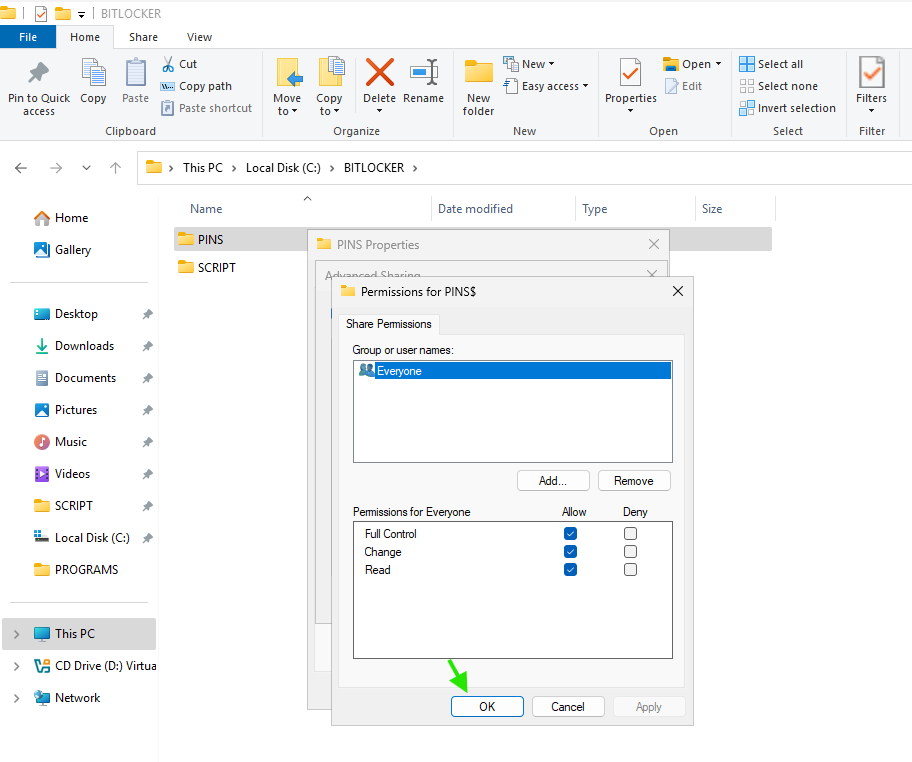 BITLOCKER
File Home Share View
Pin to Quick access
Copy
Paste
Cut
Copy path
Paste shortcut
Clipboard
Move to
Copy to
Delete
Rename
Organize
New folder
New
Easy access
New
Properties
Open
Edit
Open
Select all
Select none
Invert selection
Select
Filters
Filter
This PC > Local Disk (C:) > BITLOCKER >
Home
Gallery
Desktop
Downloads
Documents
Pictures
Music
Videos
SCRIPT
Local Disk (C:)
PROGRAMS
This PC
CD Drive (D:) Virtua
Network
Name Date modified Type Size
PINS
SCRIPT
PINS Properties
Advanced Sharing
Permissions for PINS$
Share Permissions
Group or user names:
Everyone
Add... Remove
Permissions for Everyone Allow Deny
Full Control
Change
Read
OK Cancel Apply